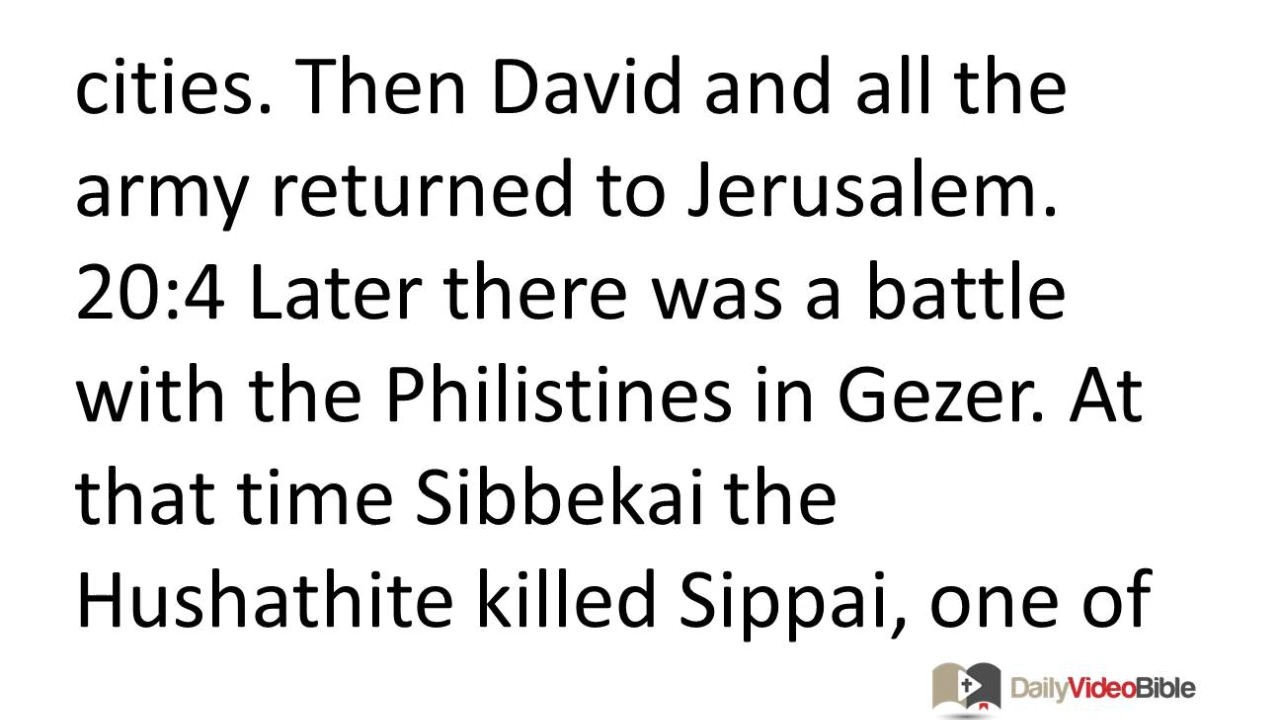 cities. Then David and all the
army returned to Jerusalem.
20:4 Later there was a battle
with the Philistines in Gezer. At
that time Sibbekai the
Hushathite killed Sippai, one of
DailyVideoBible